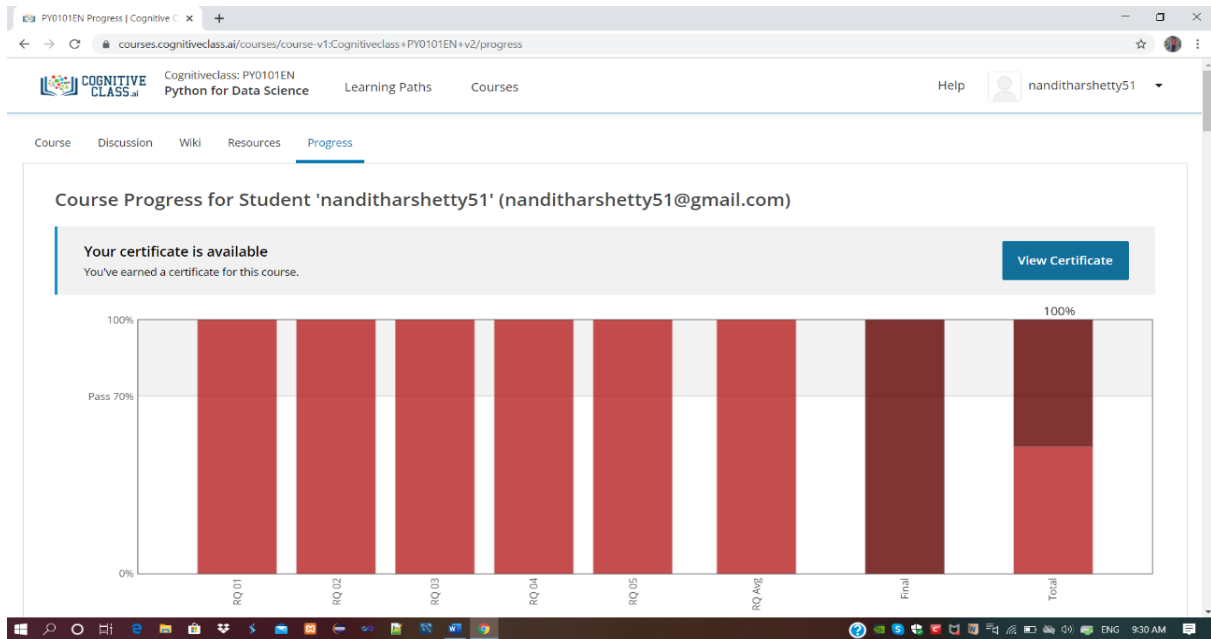 PY0101EN Progress | Cognitive C
courses.cognitiveclass.ai/courses/course-v1:Cognitiveclass+PY0101EN+v2/progress
COGNITIVE
CLASS.ai
Cognitiveclass: PY0101EN
Python for Data Science
Learning Paths
Courses
Help
nanditharshetty51
Course
Discussion
Wiki
Resources
Progress
Course Progress for Student 'nanditharshetty51' (nanditharshetty51@gmail.com)
Your certificate is available
You've earned a certificate for this course.
View Certificate
100%
100%
Pass 70%
0%
RQ 01
RQ 02
RQ 03
RQ 04
RQ 05
RQ Avg
Final
Total
ENG
9:30 AM